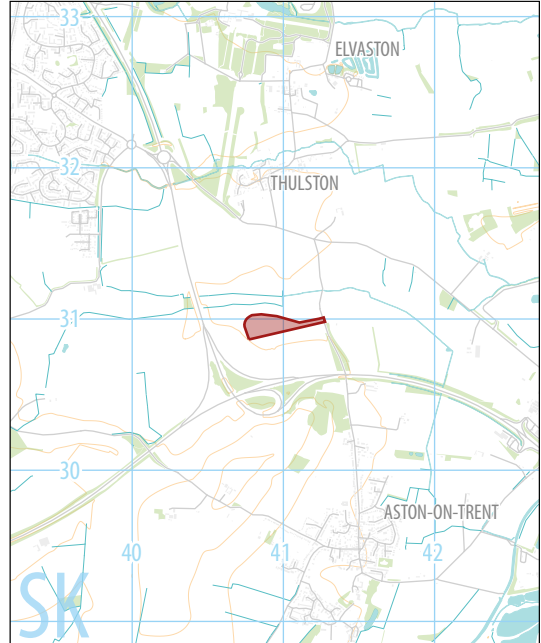 33
ELVASTON
32
THULSTON
31
30
ASTON-ON-TRENT
40
41
42
SK